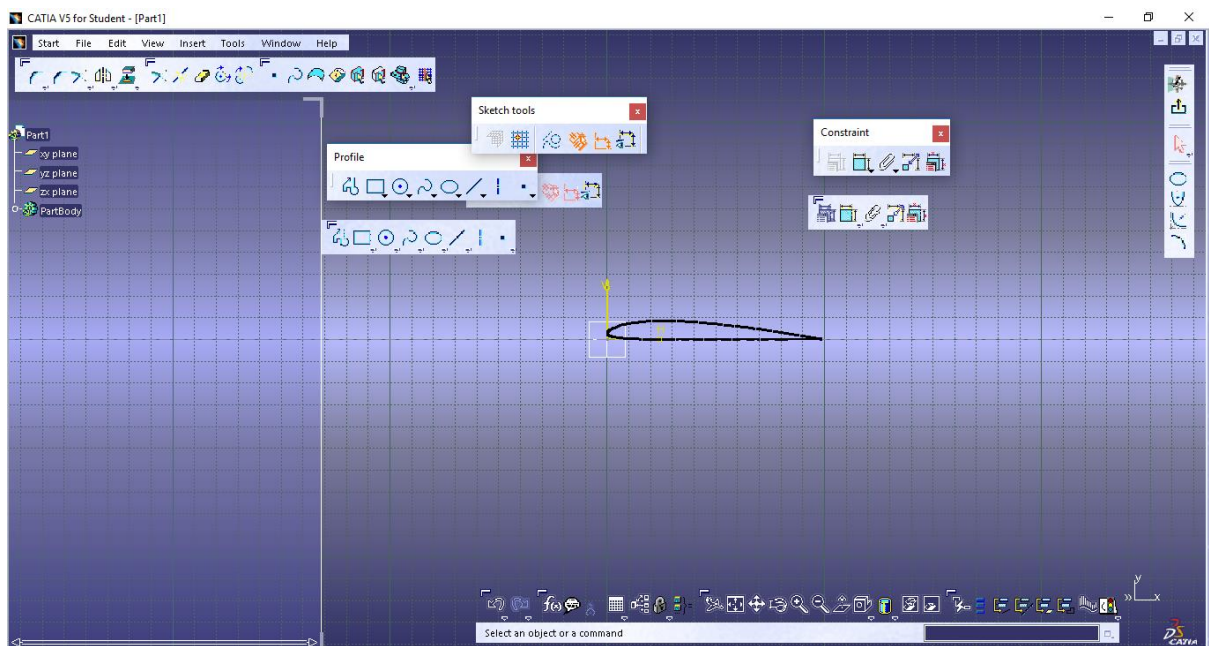 CATIA V5 for Student - [Part1]
Start File Edit View Insert Tools Window Help
Sketch tools
Constraint
Profile
Part1
xy plane
yz plane
zx plane
PartBody
V
H
f(x)
y
x
Select an object or a command
CATIA